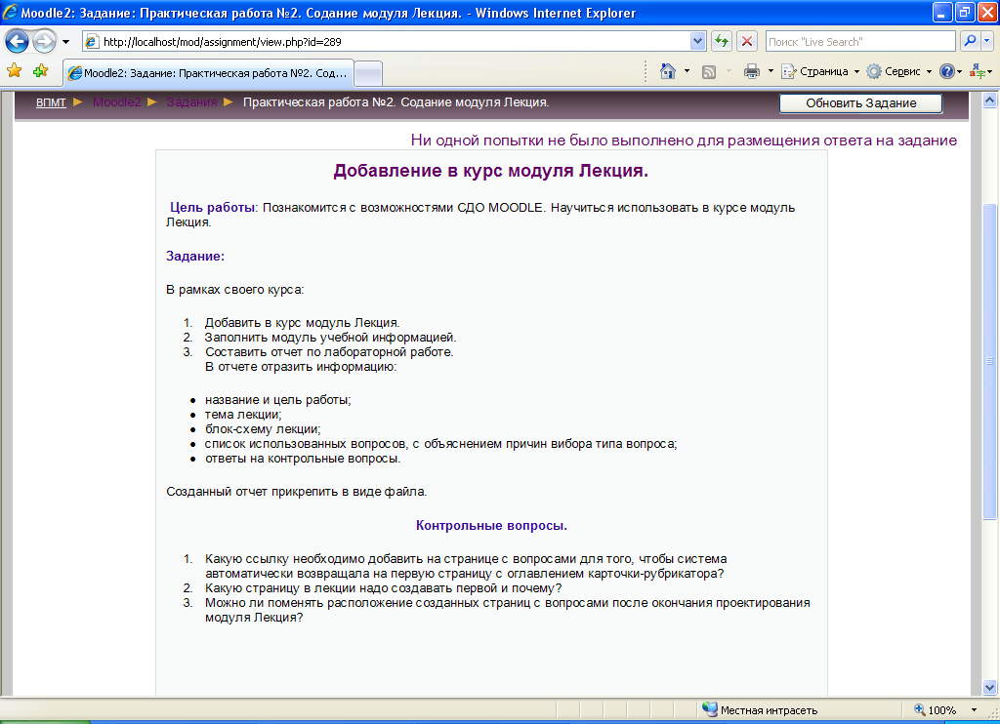 Moodle2: Задание: Практическая работа №2. Содание модуля Лекция. - Windows Internet Explorer
http://localhost/mod/assignment/view.php?id=289
Поиск "Live Search"
Moodle2: Задание: Практическая работа №2. Сод...
Страница
Сервис
ВПМТ ► Moodle2 ► Задания ► Практическая работа №2. Содание модуля Лекция.
Обновить Задание
Ни одной попытки не было выполнено для размещения ответа на задание
Добавление в курс модуля Лекция.
Цель работы: Познакомится с возможностями СДО MOODLE. Научиться использовать в курсе модуль
Лекция.
Задание:
В рамках своего курса:
1. Добавить в курс модуль Лекция.
2. Заполнить модуль учебной информацией.
3. Составить отчет по лабораторной работе.
В отчете отразить информацию:
• название и цель работы;
• тема лекции;
• блок-схему лекции;
• список использованных вопросов, с объяснением причин вибора типа вопроса;
• ответы на контрольные вопросы.
Созданный отчет прикрепить в виде файла.
Контрольные вопросы.
1. Какую ссылку необходимо добавить на странице с вопросами для того, чтобы система
автоматически возвращала на первую страницу с оглавлением карточки-рубрикатора?
2. Какую страницу в лекции надо создавать первой и почему?
3. Можно ли поменять расположение созданных страниц с вопросами после окончания проектирования
модуля Лекция?
Местная интрасеть
100%